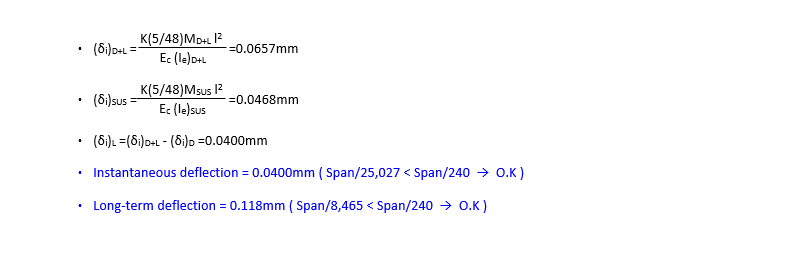 • (δi)D+L = K(5/48)MD+L l² / Ec (Ie)D+L =0.0657mm
• (δi)SUS = K(5/48)MSUS l² / Ec (Ie)SUS =0.0468mm
• (δi)L =(δi)D+L - (δi)D =0.0400mm
• Instantaneous deflection = 0.0400mm ( Span/25,027 < Span/240 → O.K )
• Long-term deflection = 0.118mm ( Span/8,465 < Span/240 → O.K )